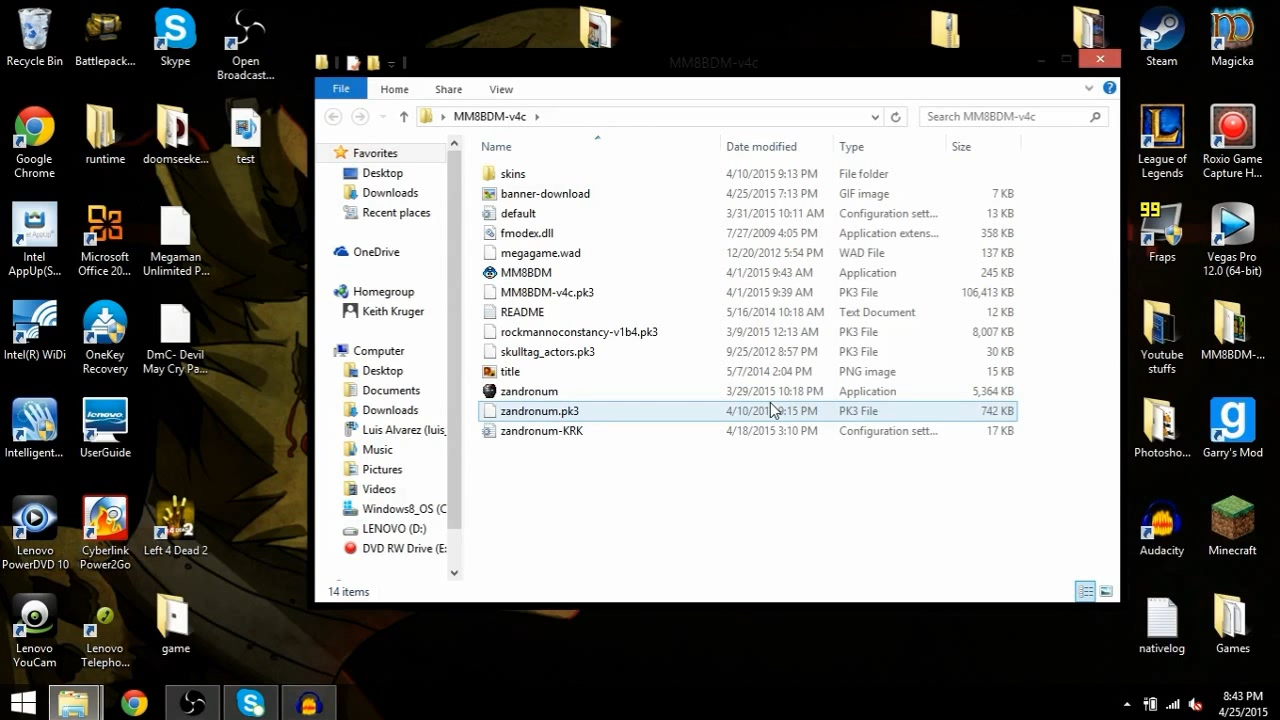 Recycle Bin
Battlepack...
Skype
Open
Broadcast...
Google
Chrome
runtime
doomseeke...
test
Intel
AppUp(S...
Microsoft
Office 20...
Megaman
Unlimited P...
Intel(R) WiDi
OneKey
Recovery
DmC- Devil
May Cry Pa...
Intelligent...
lenovo
UserGuide
Lenovo
PowerDVD 10
Cyberlink
Power2Go
Left 4 Dead 2
Lenovo
YouCam
Lenovo
Telepho...
game
MM8BDM-v4c
File
Home
Share
View
MM8BDM-v4c
Search MM8BDM-v4c
Favorites
Desktop
Downloads
Recent places
OneDrive
Homegroup
Keith Kruger
Computer
Desktop
Documents
Downloads
Luis Alvarez (luis_
Music
Pictures
Videos
Windows8_OS (C
LENOVO (D:)
DVD RW Drive (E:
Name Date modified Type Size
skins 4/10/2015 9:13 PM File folder
banner-download 4/25/2015 7:13 PM GIF image 7 KB
default 3/31/2015 10:11 AM Configuration sett... 13 KB
fmodex.dll 7/27/2009 4:05 PM Application extens... 358 KB
megagame.wad 12/20/2012 5:54 PM WAD File 137 KB
MM8BDM 4/1/2015 9:43 AM Application 245 KB
MM8BDM-v4c.pk3 4/1/2015 9:39 AM PK3 File 106,413 KB
README 5/16/2014 10:18 AM Text Document 12 KB
rockmannoconstancy-v1b4.pk3 3/9/2015 12:13 AM PK3 File 8,007 KB
skulltag_actors.pk3 9/25/2012 8:57 PM PK3 File 30 KB
title 5/7/2014 2:04 PM PNG image 15 KB
zandronum 3/29/2015 10:18 PM Application 5,364 KB
zandronum.pk3 4/10/201 9:15 PM PK3 File 742 KB
zandronum-KRK 4/18/2015 3:10 PM Configuration sett... 17 KB
14 items
Steam
Magicka
League of
Legends
Roxio Game
Capture H...
99
Fraps
Vegas Pro
12.0 (64-bit)
Youtube
stuffs
MM8BDM-...
Photosho...
Garry's Mod
Audacity
Minecraft
nativelog
Games
8:43 PM
4/25/2015